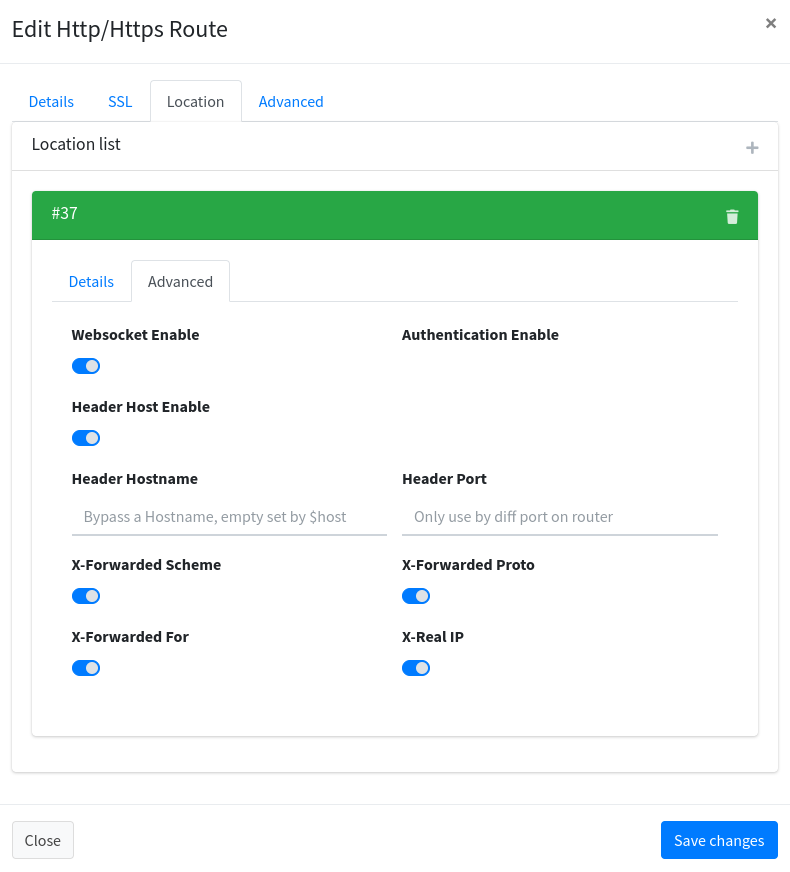 Edit Http/Https Route
×
Details SSL Location Advanced
Location list
+
#37
Details Advanced
Websocket Enable Authentication Enable
Header Host Enable
Header Hostname Header Port
Bypass a Hostname, empty set by $host Only use by diff port on router
X-Forwarded Scheme X-Forwarded Proto
X-Forwarded For X-Real IP
Close Save changes